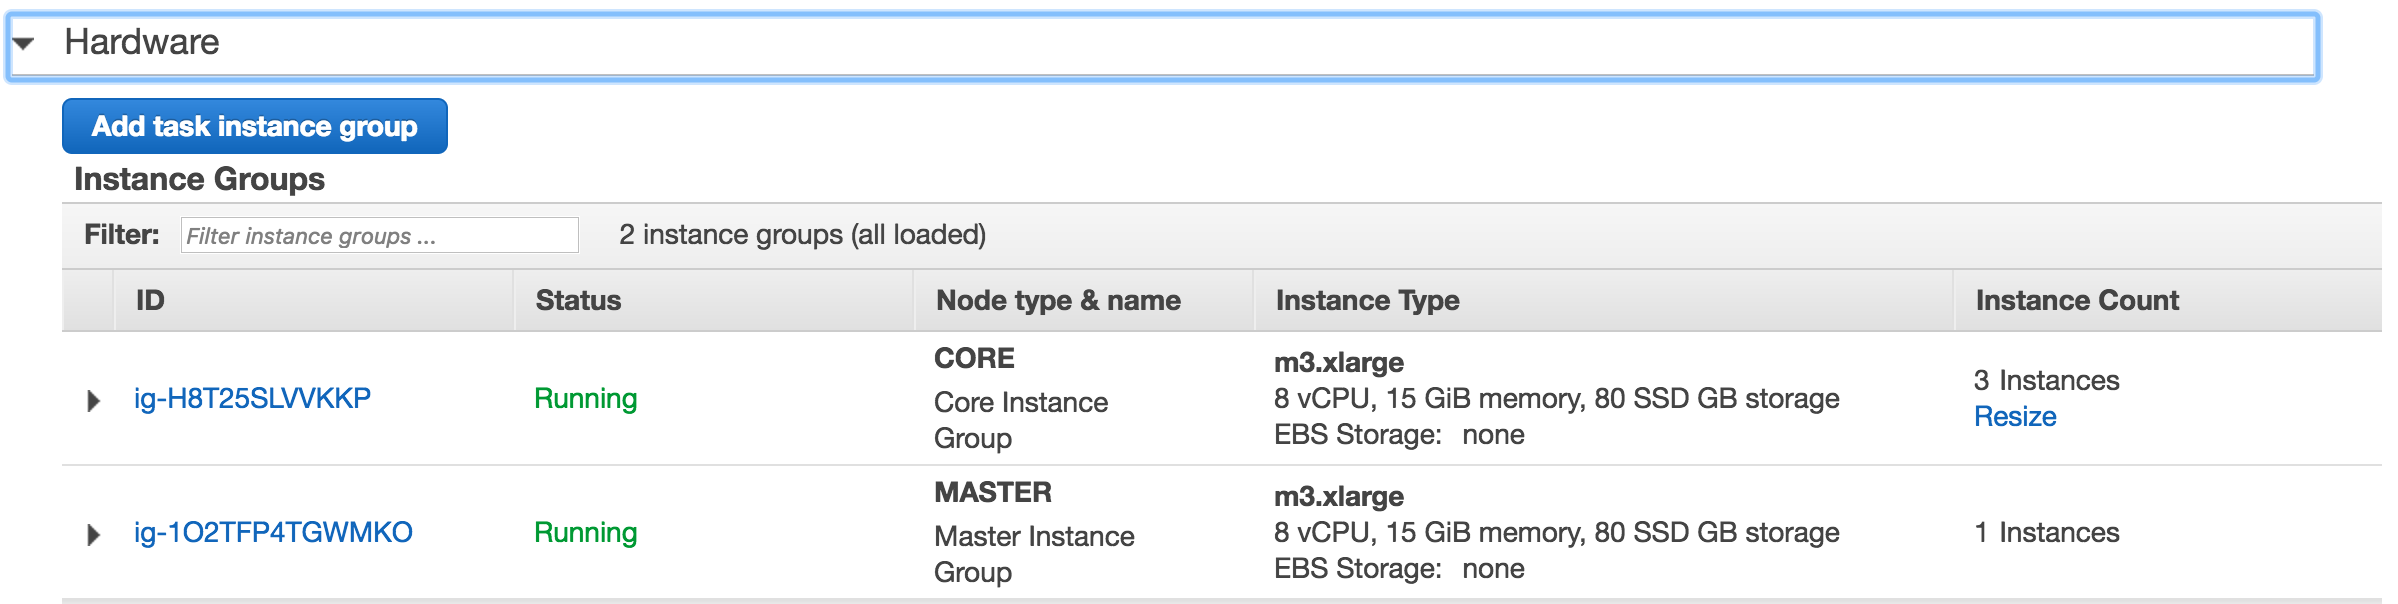 Hardware
Add task instance group
Instance Groups
Filter: Filter instance groups ... 2 instance groups (all loaded)
ID Status Node type & name Instance Type Instance Count
ig-H8T25SLVVKKP Running CORE
Core Instance
Group
m3.xlarge
8 vCPU, 15 GiB memory, 80 SSD GB storage
EBS Storage: none
3 Instances
Resize
ig-1O2TFP4TGWMKO Running MASTER
Master Instance
Group
m3.xlarge
8 vCPU, 15 GiB memory, 80 SSD GB storage
EBS Storage: none
1 Instances